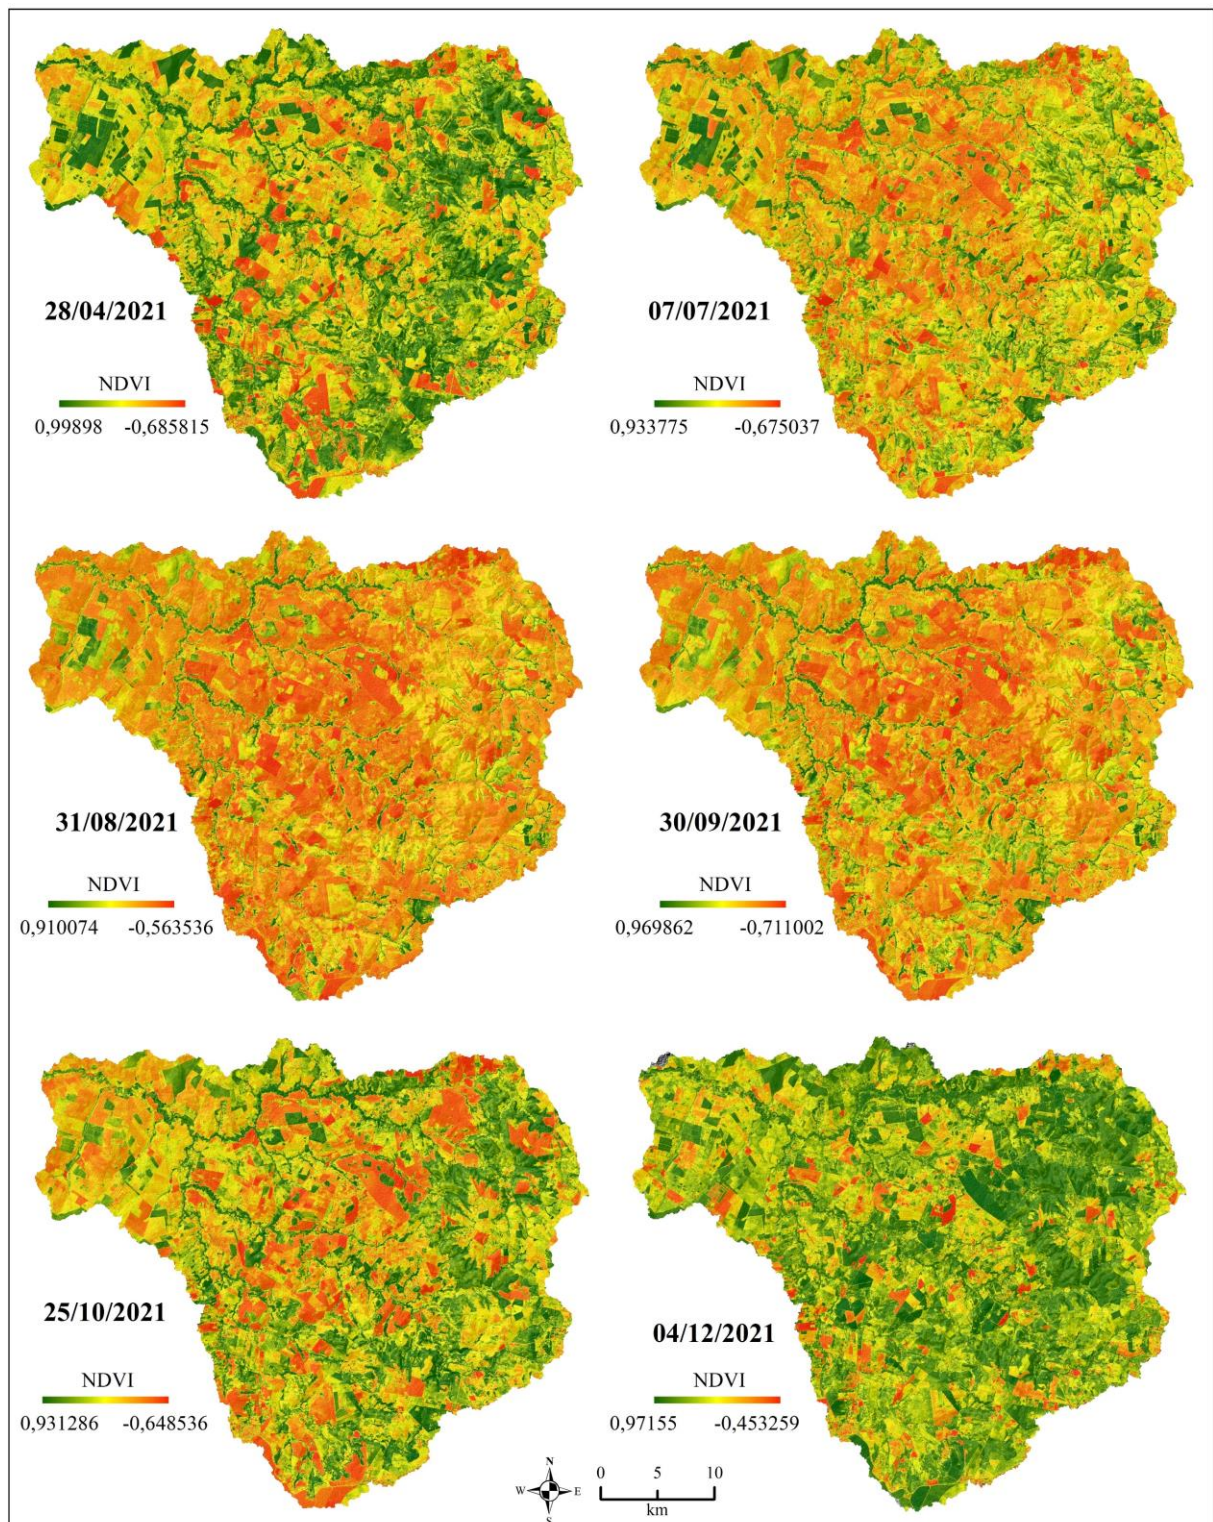 28/04/2021
NDVI
0,99898 -0,685815
07/07/2021
NDVI
0,933775 -0,675037
31/08/2021
NDVI
0,910074 -0,563536
30/09/2021
NDVI
0,969862 -0,711002
25/10/2021
NDVI
0,931286 -0,648536
04/12/2021
NDVI
0,97155 -0,453259
N
W E
S
0 5 10
km